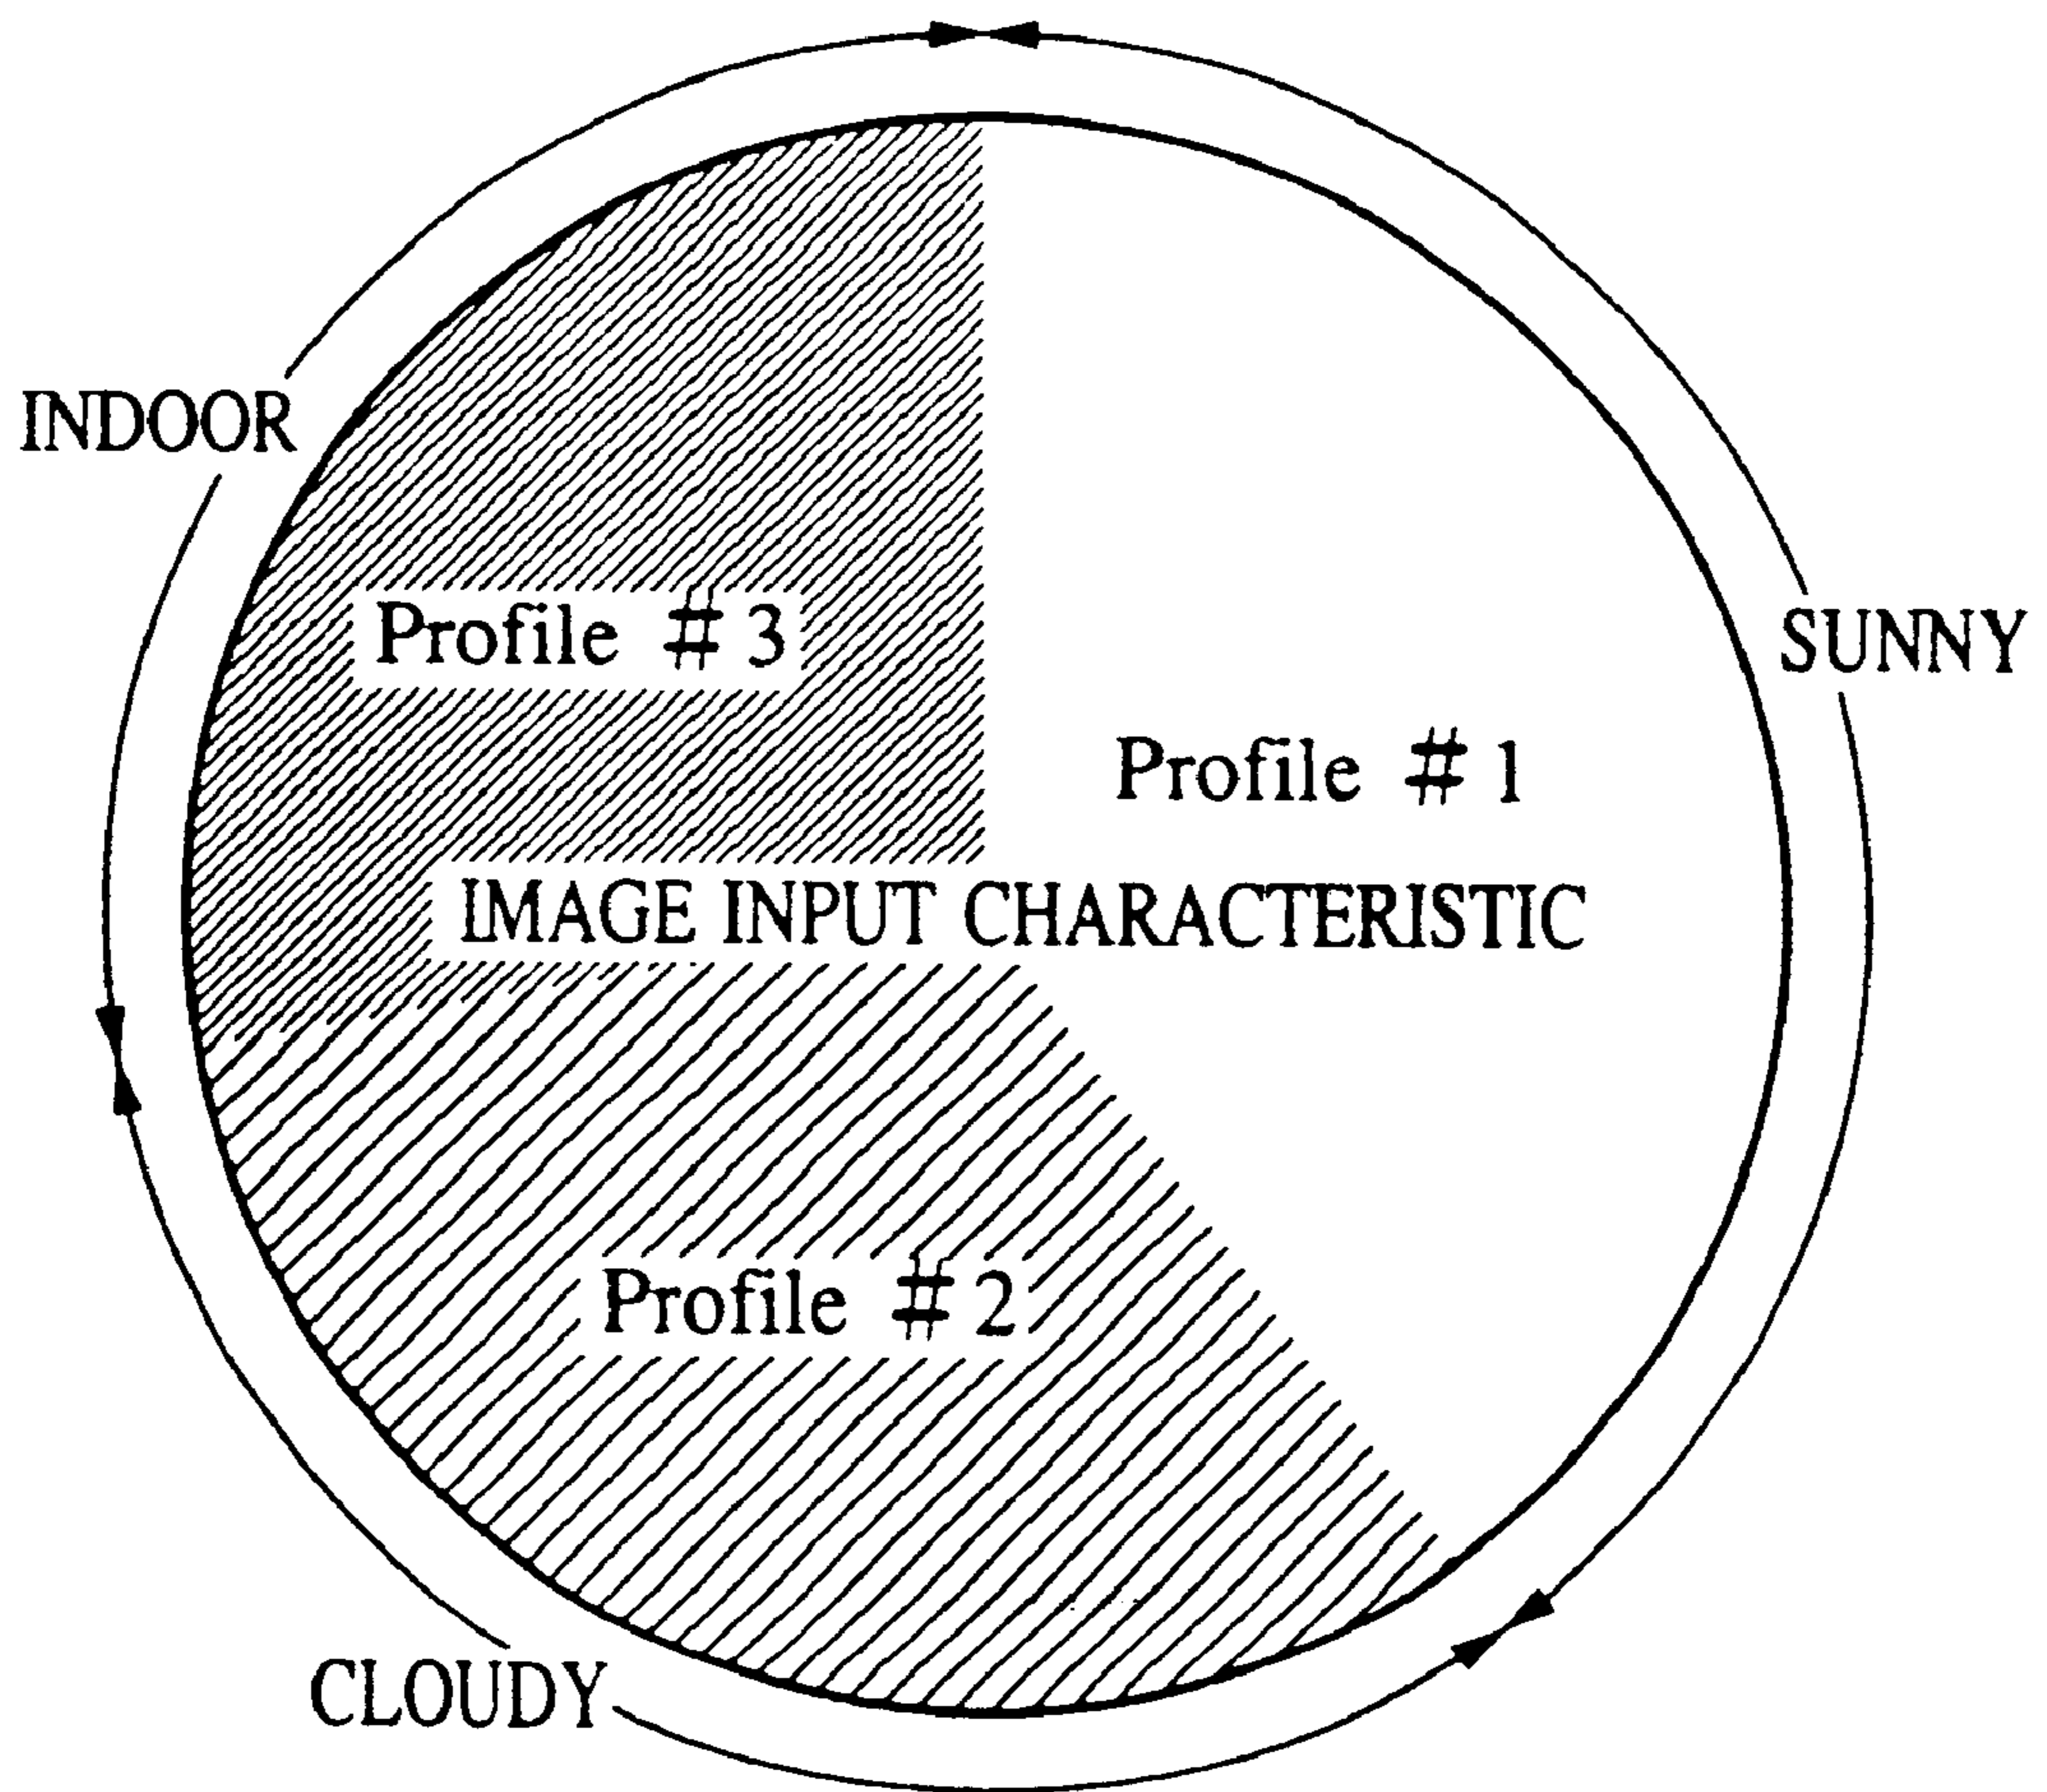 INDOOR
Profile # 3
SUNNY
Profile # 1
IMAGE INPUT CHARACTERISTIC
Profile # 2
CLOUDY